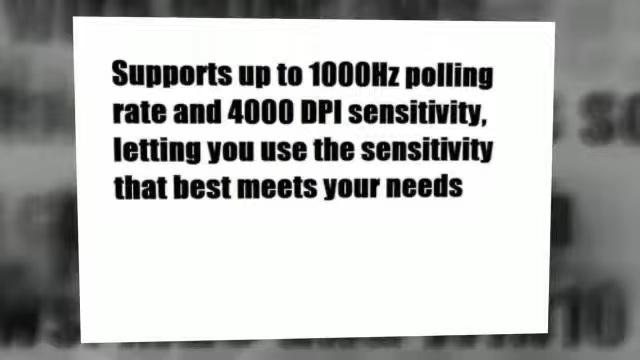 Supports up to 1000Hz polling
rate and 4000 DPI sensitivity,
letting you use the sensitivity
that best meets your needs